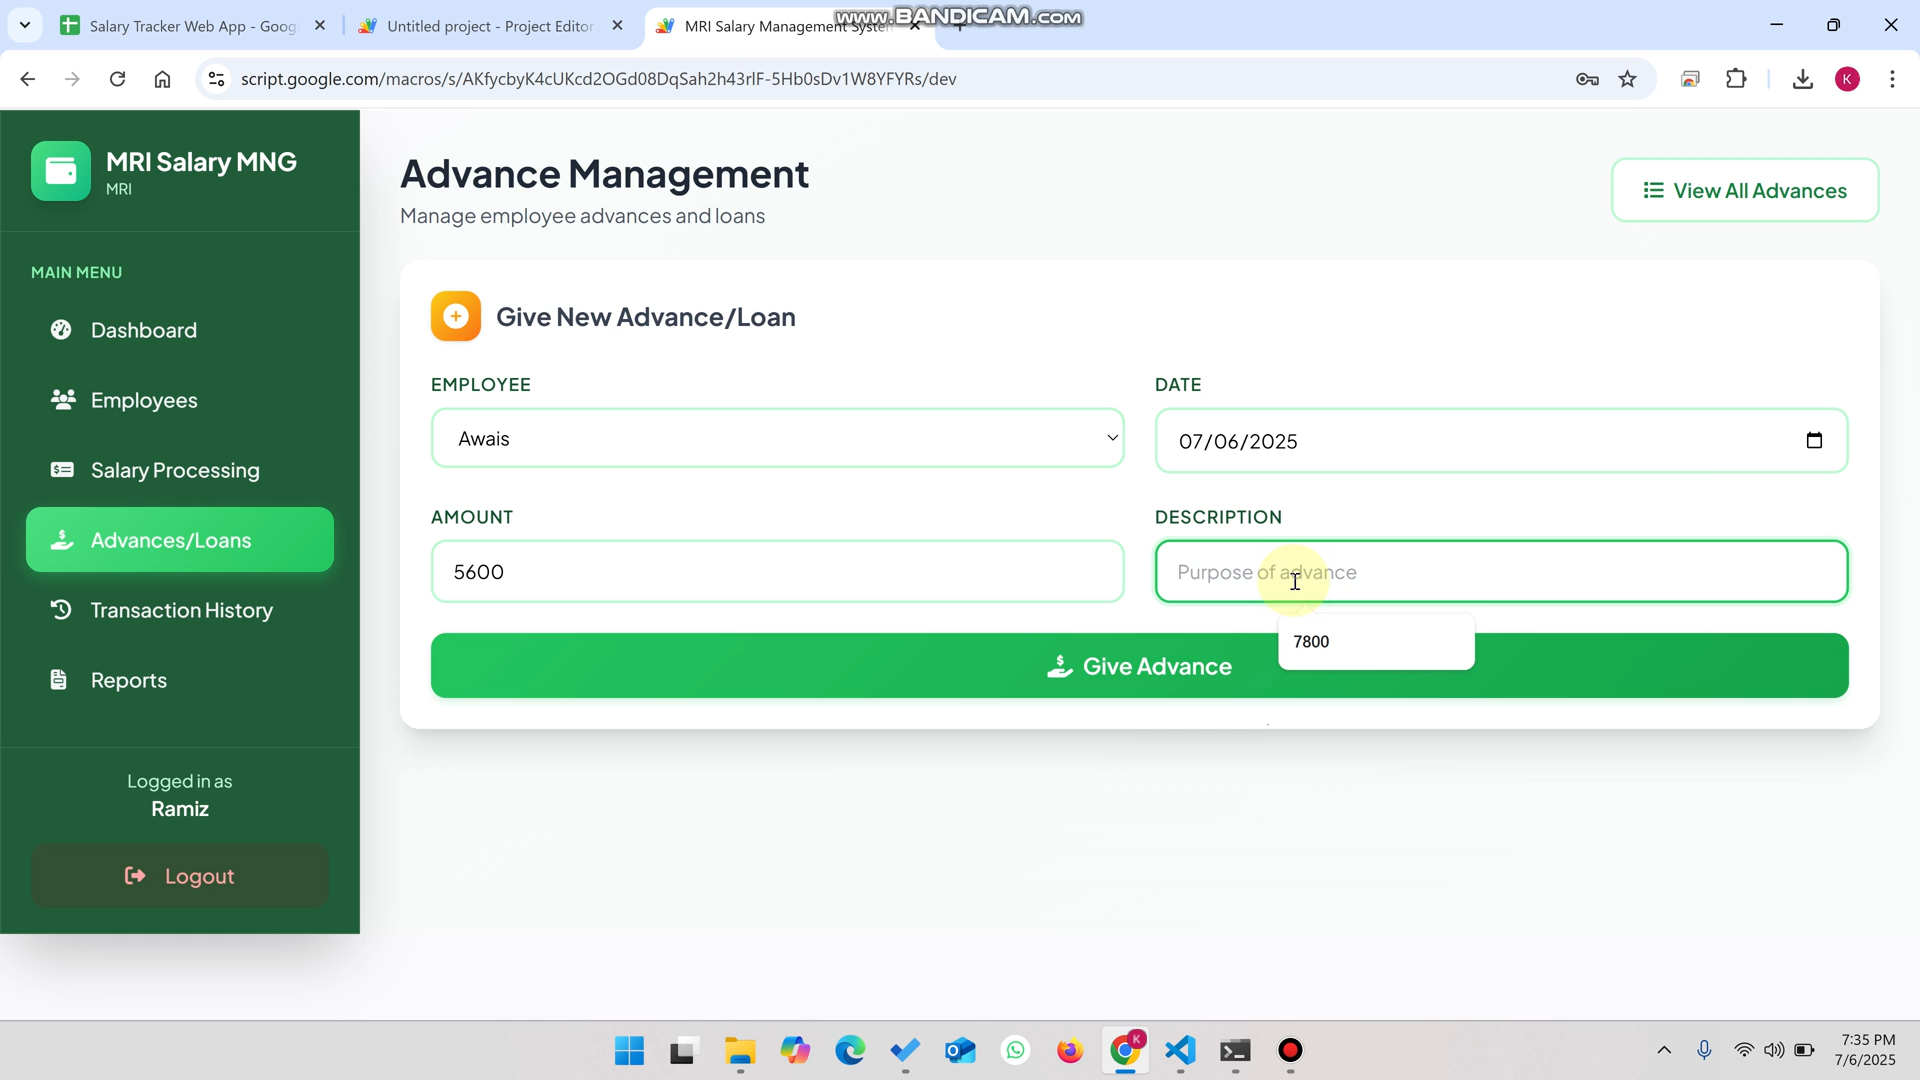 Salary Tracker Web App - Goog
Untitled project - Project Editor
MRI Salary Management System
www.BANDICAM.com
script.google.com/macros/s/AKfycbyK4cUKcd2OGd08DqSah2h43rlF-5Hb0sDv1W8YFYRs/dev
K
MRI Salary MNG
MRI
MAIN MENU
Dashboard
Employees
Salary Processing
Advances/Loans
Transaction History
Reports
Logged in as
Ramiz
Logout
Advance Management
Manage employee advances and loans
View All Advances
Give New Advance/Loan
EMPLOYEE
Awais
DATE
07/06/2025
AMOUNT
5600
DESCRIPTION
Purpose of advance
7800
Give Advance
K
7:35 PM
7/6/2025